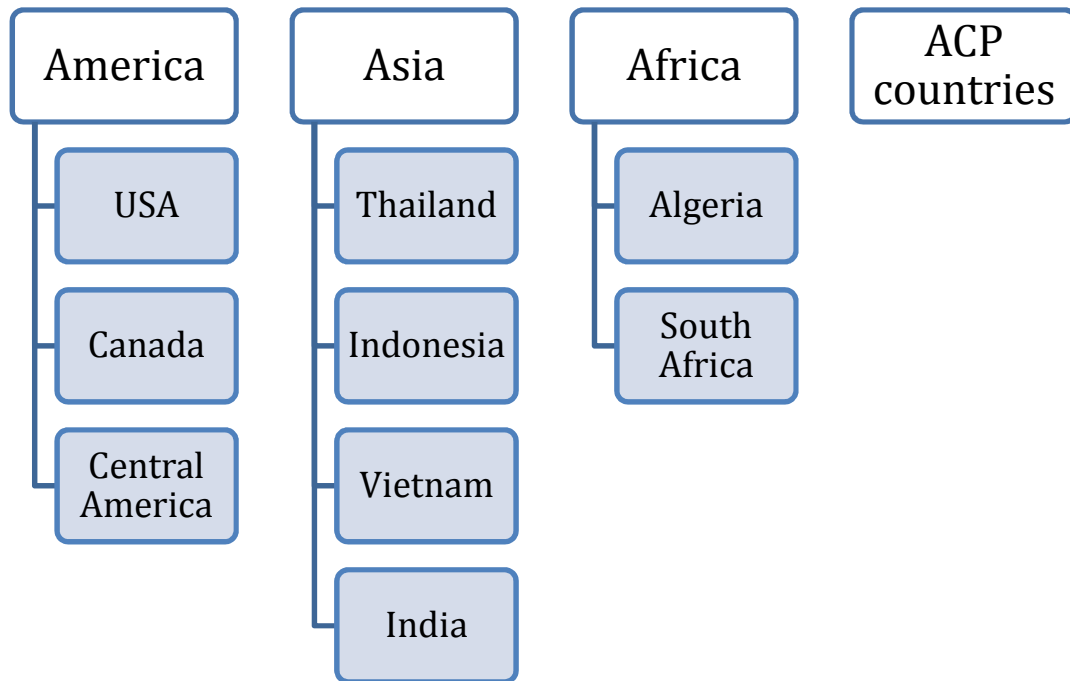 America
USA
Canada
Central
America
Asia
Thailand
Indonesia
Vietnam
India
Africa
Algeria
South
Africa
ACP
countries